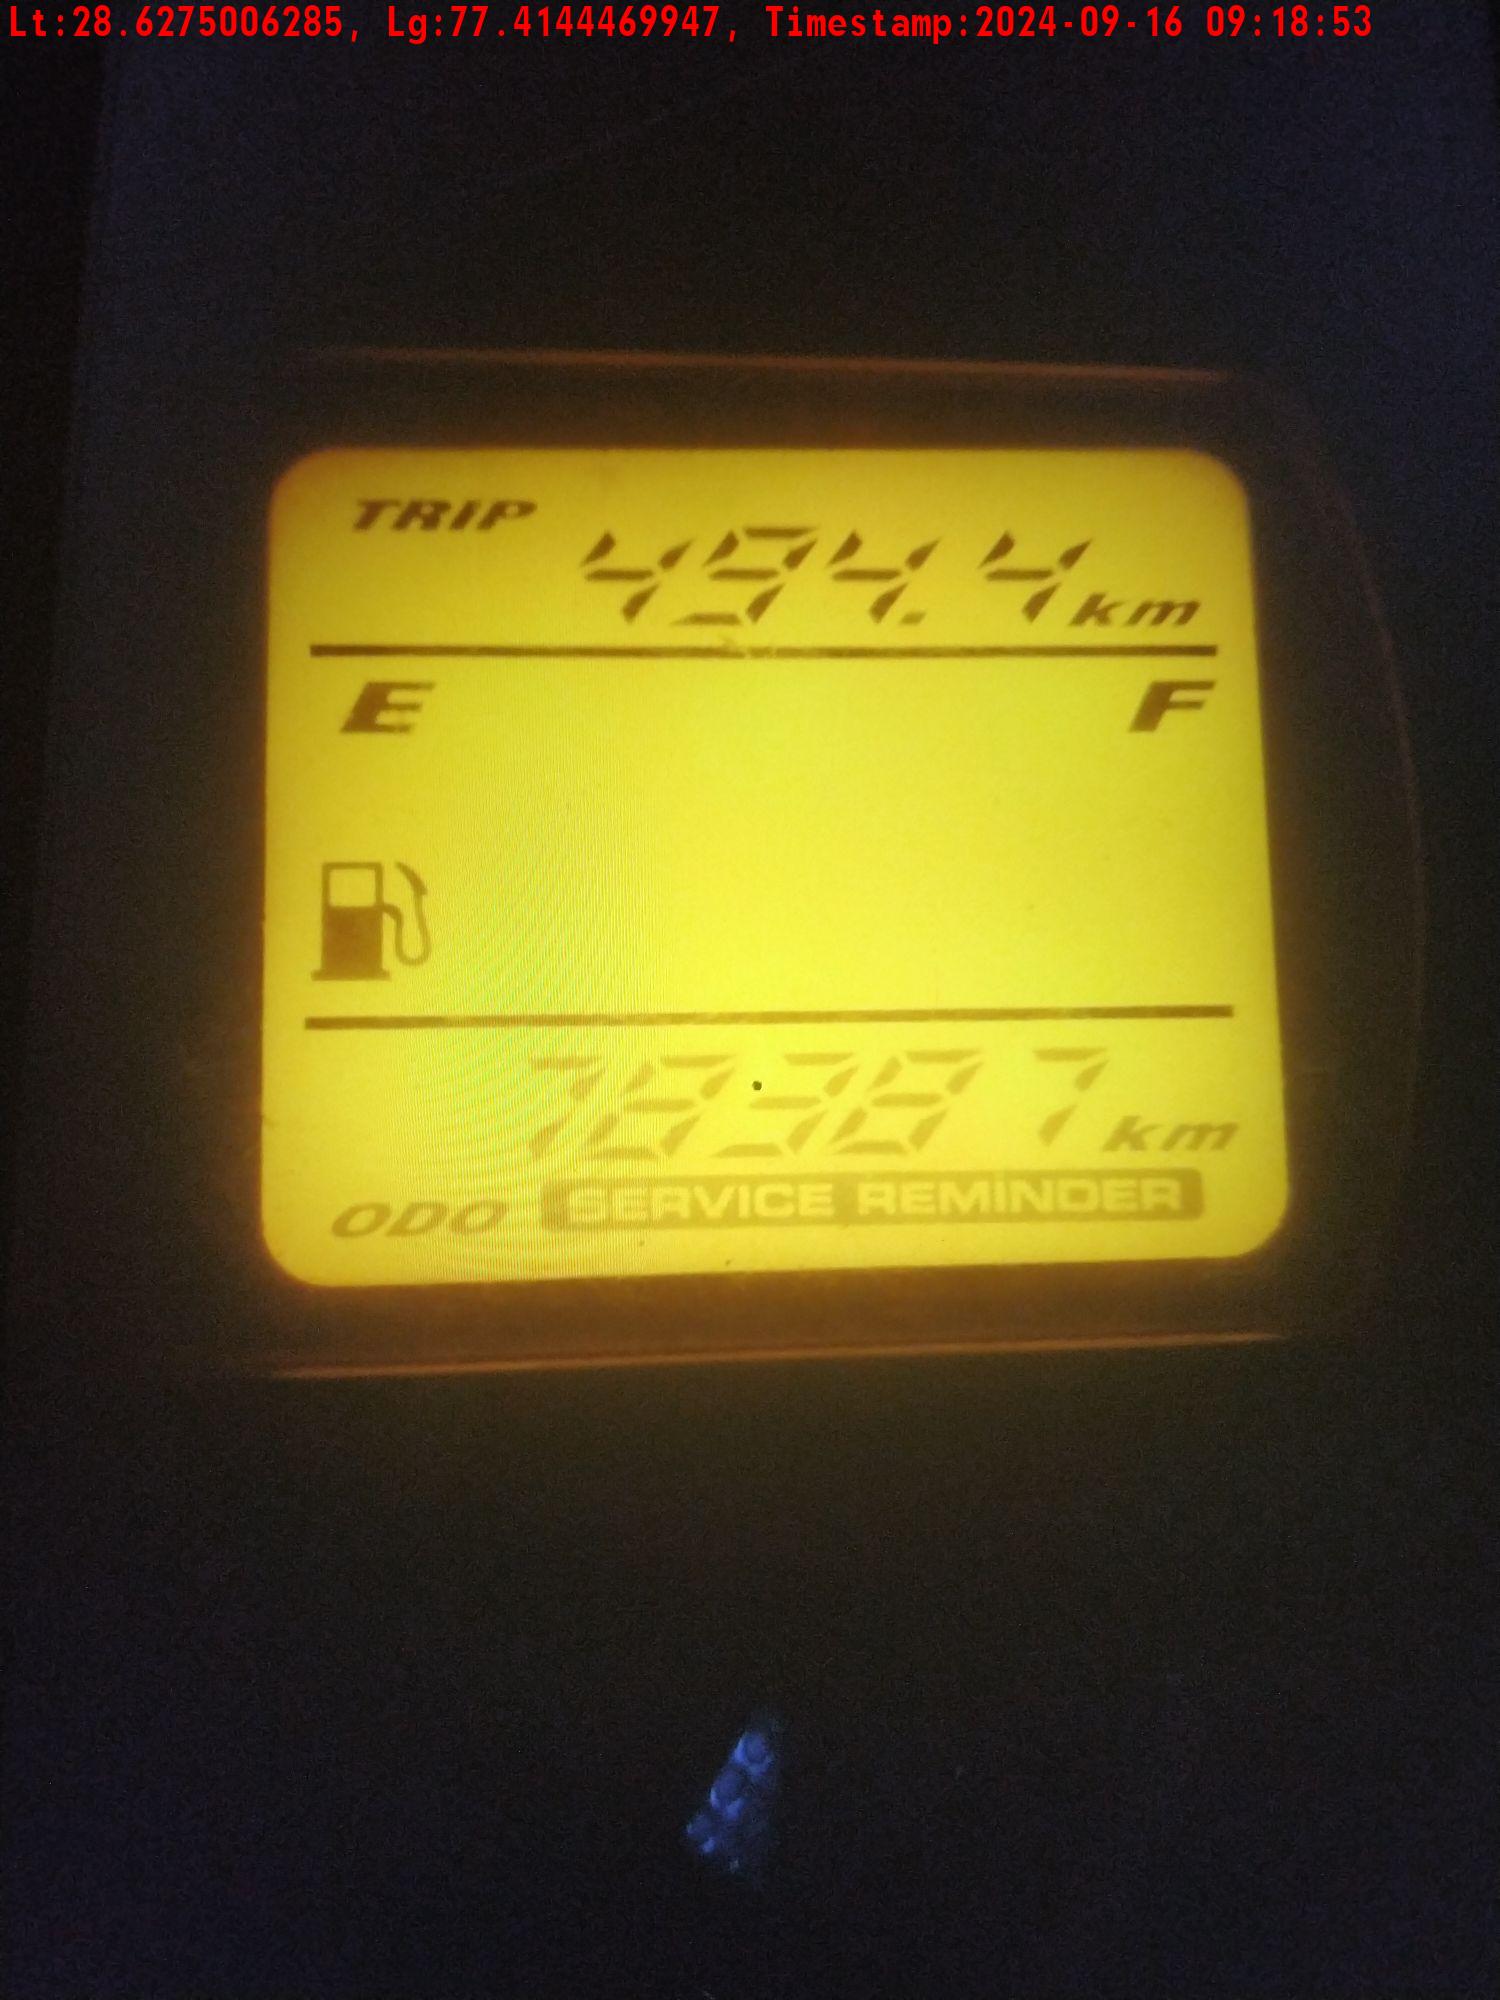 Lt:28.6275006285, Lg:77.4144469947, Timestamp:2024-09-16 09:18:53
TRIP 494.4 km
E F
78387 km
ODO SERVICE REMINDER